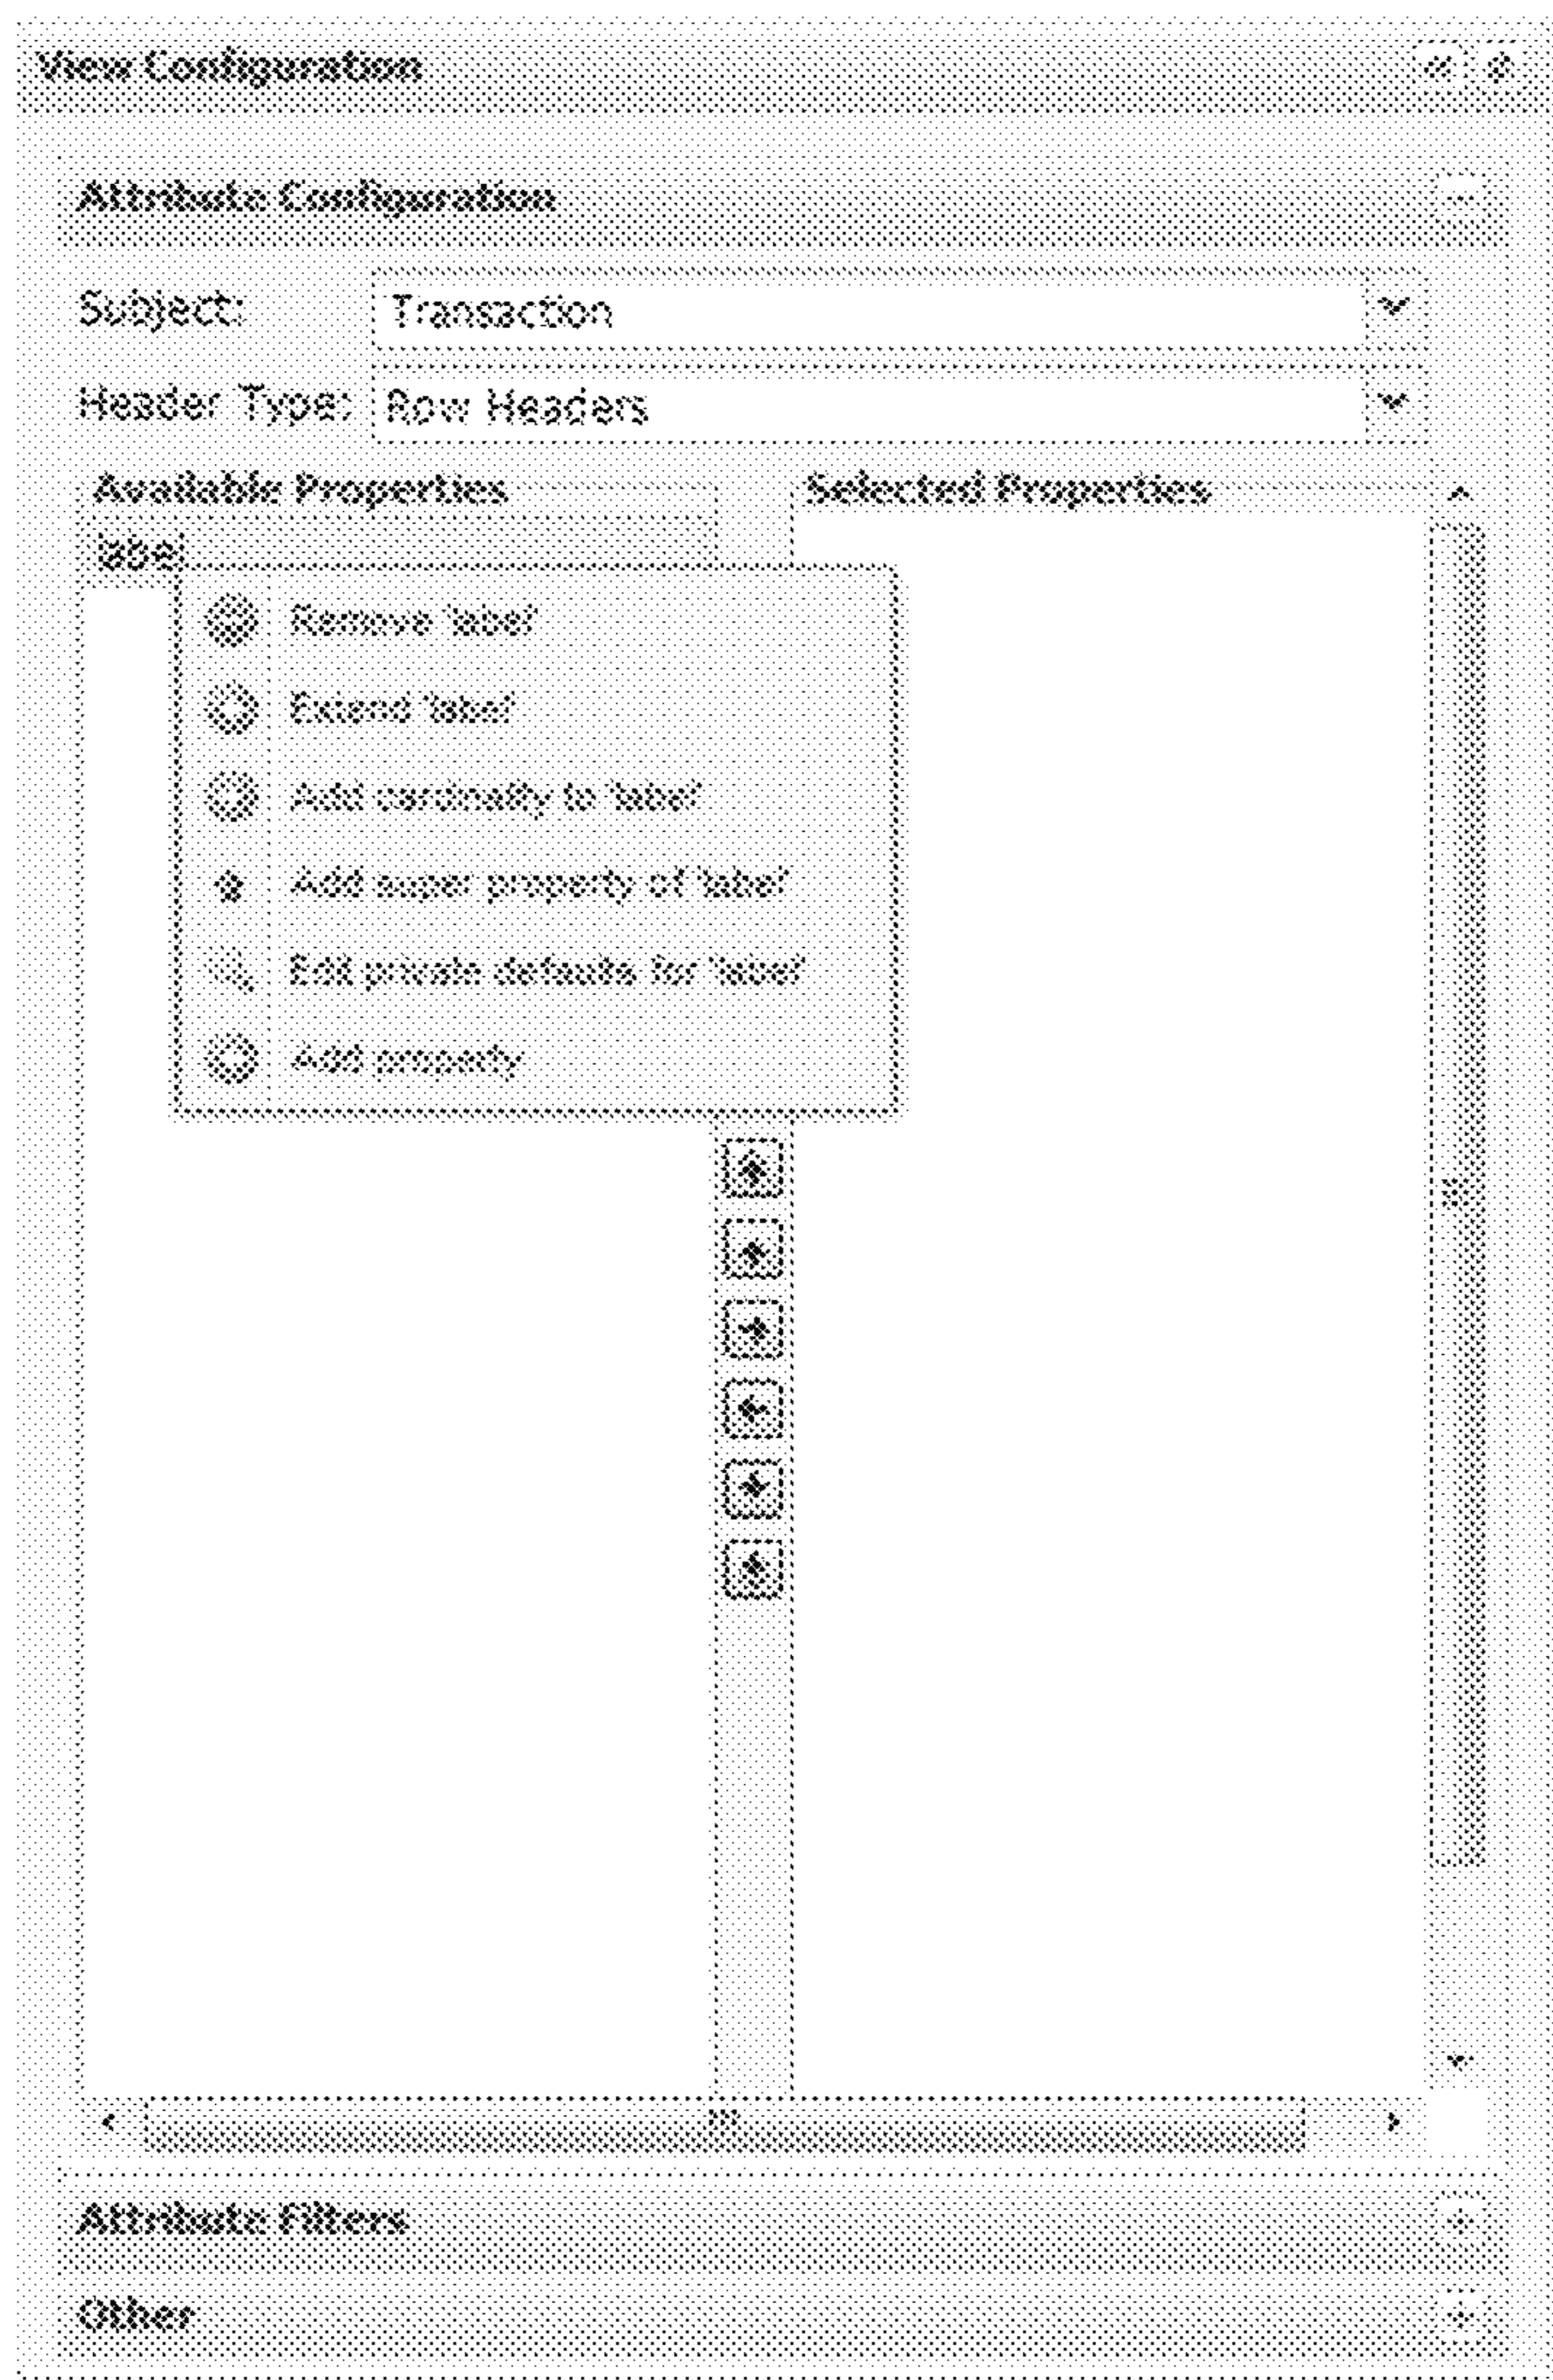 View Configuration
Attribute Configuration
Subject: Transaction
Header Type: Row Headers
Available Properties Selected Properties
label
Remove 'label'
Extend 'label'
Add cardinality to 'label'
Add super property of 'label'
Edit private defaults for 'label'
Add property
Attribute Filters
Other